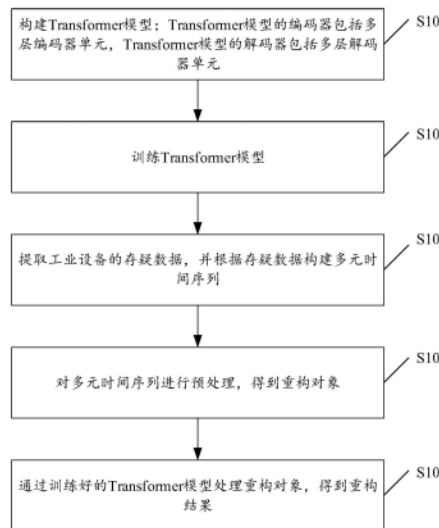 构建Transformer模型；Transformer模型的编码器包括多
层编码器单元，Transformer模型的解码器包括多层解码
器单元
S10
训练Transformer模型
S10
提取工业设备的存疑数据，并根据存疑数据构建多元时
间序列
S10
对多元时间序列进行预处理，得到重构对象
S10
通过训练好的Transformer模型处理重构对象，得到重构
结果
S10